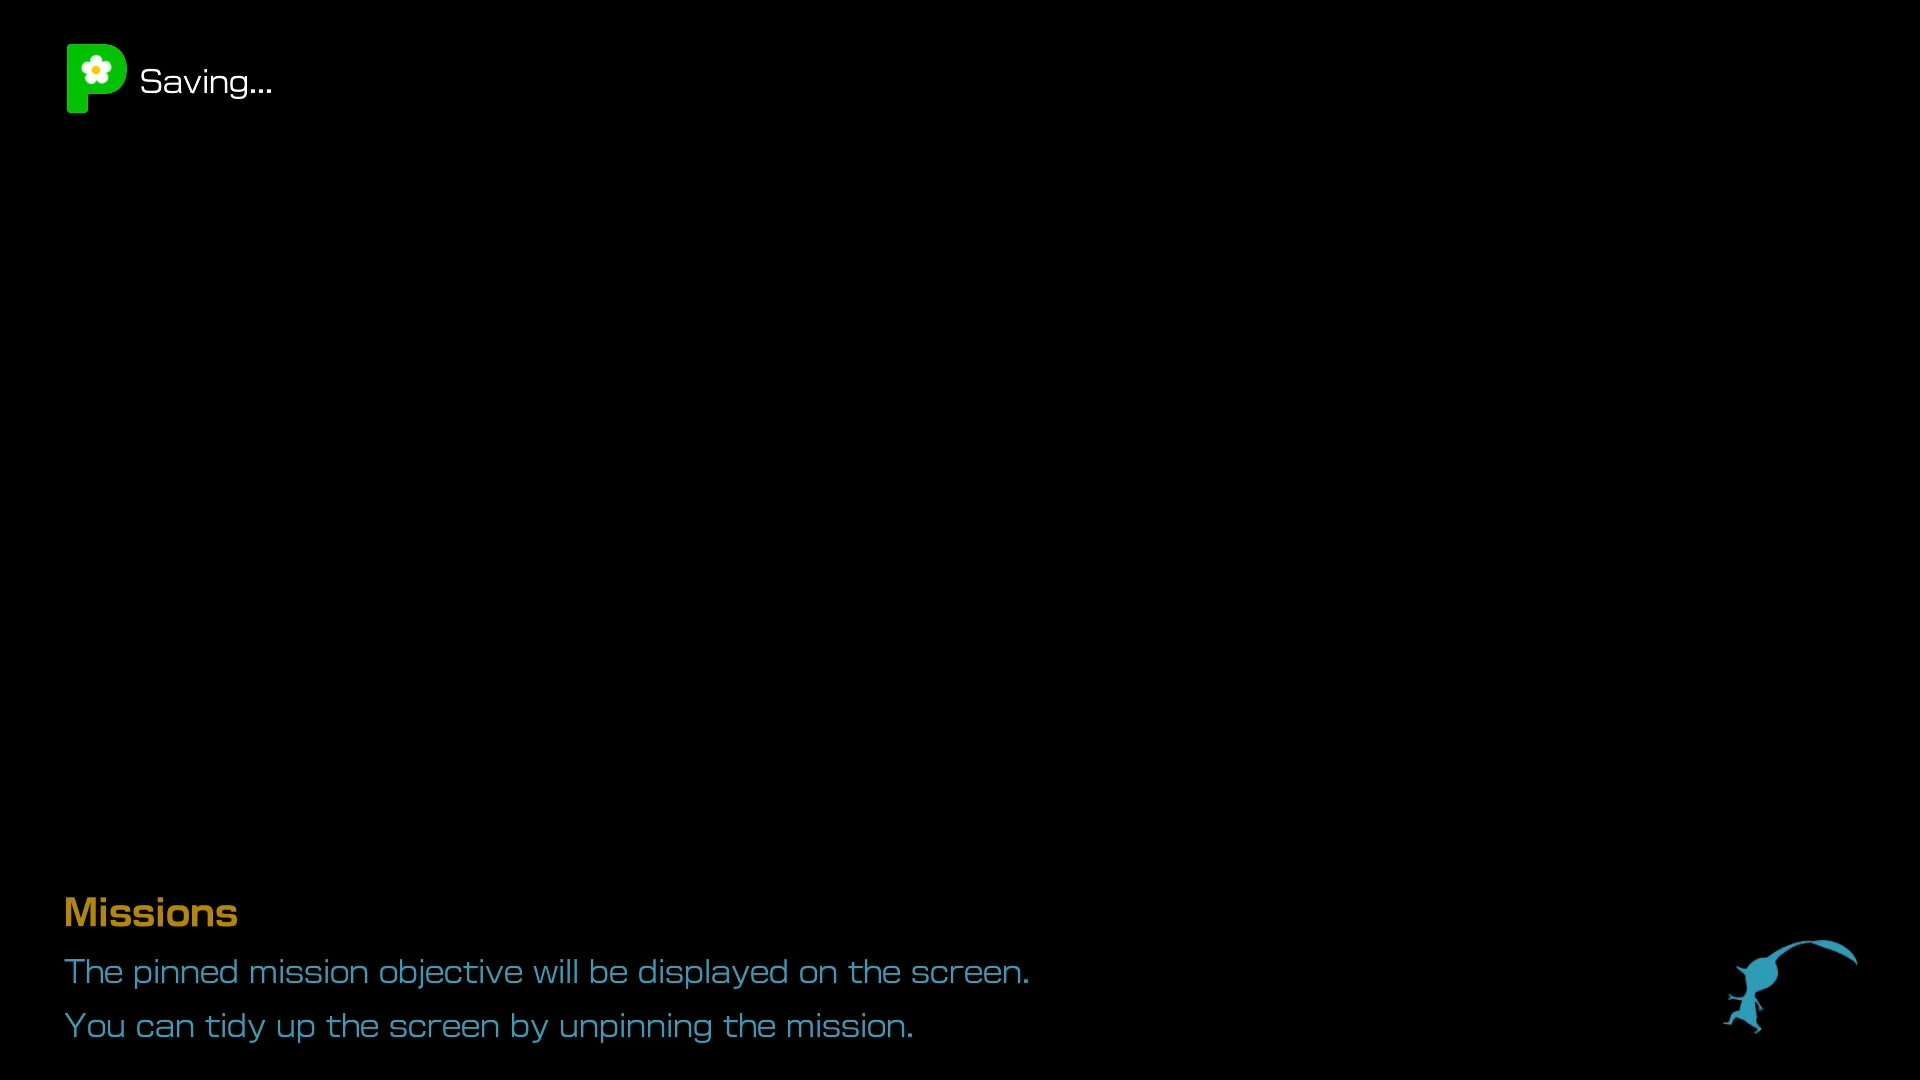 Saving...
Missions
The pinned mission objective will be displayed on the screen.
You can tidy up the screen by unpinning the mission.